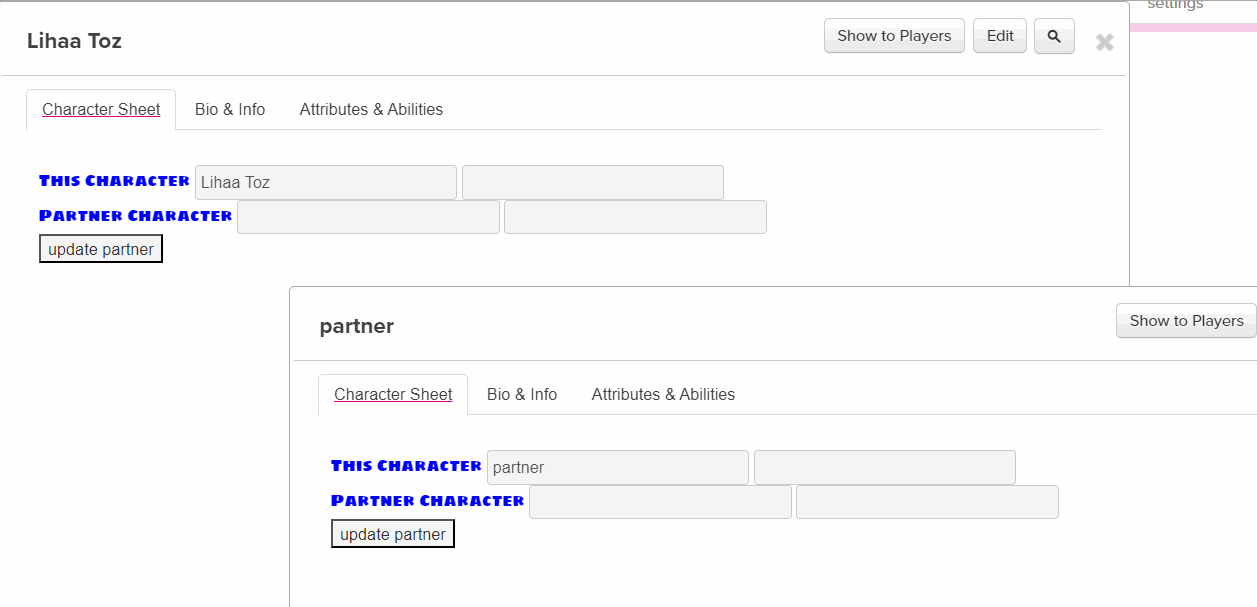 settings
Lihaa Toz
Show to Players Edit
Character Sheet Bio & Info Attributes & Abilities
This Character Lihaa Toz
Partner Character
update partner
partner
Show to Players
Character Sheet Bio & Info Attributes & Abilities
This Character partner
Partner Character
update partner